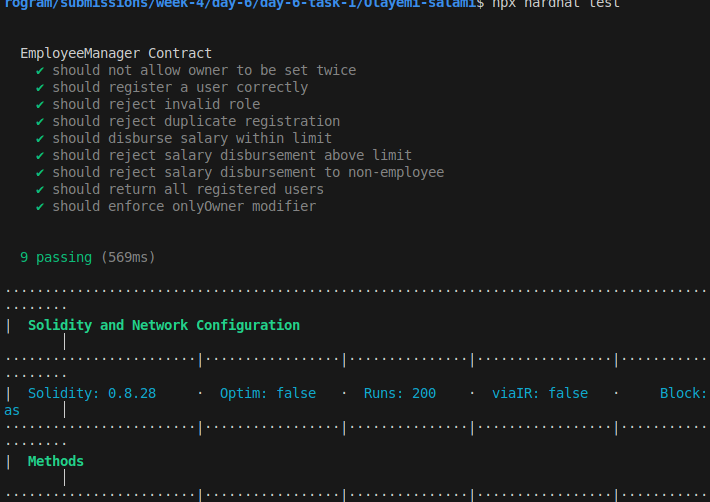 rogram/submissions/week-4/day-6/day-6-task-1/Olayemi-salami$ npx hardhat test
EmployeeManager Contract
✔ should not allow owner to be set twice
✔ should register a user correctly
✔ should reject invalid role
✔ should reject duplicate registration
✔ should disburse salary within limit
✔ should reject salary disbursement above limit
✔ should reject salary disbursement to non-employee
✔ should return all registered users
✔ should enforce onlyOwner modifier
9 passing (569ms)
| Solidity and Network Configuration
|
| Solidity: 0.8.28 · Optim: false · Runs: 200 · viaIR: false · Block:
as |
| Methods
|